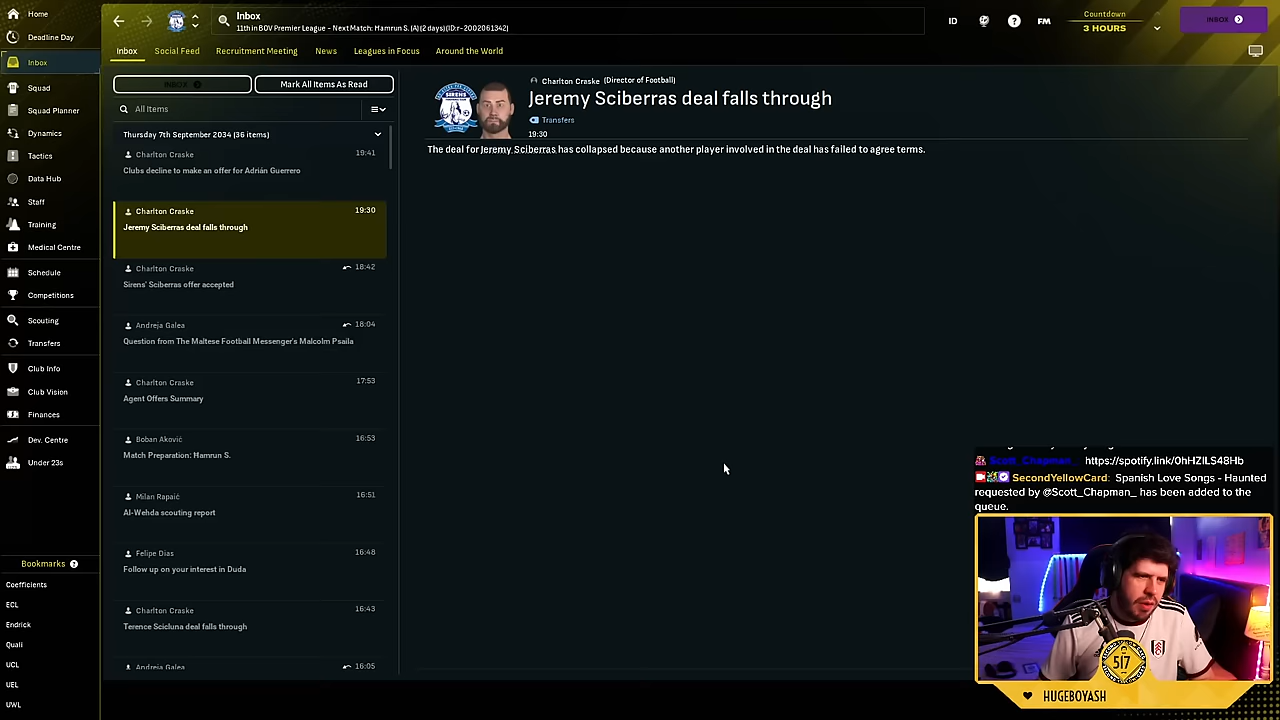 Home
Deadline Day
Inbox
Squad
Squad Planner
Dynamics
Tactics
Data Hub
Staff
Training
Medical Centre
Schedule
Competitions
Scouting
Transfers
Club Info
Club Vision
Finances
Dev. Centre
Under 23s
Bookmarks
Coefficients
ECL
Endrick
Quali
UCL
UEL
UWL
Inbox
11th in BOV Premier League - Next Match: Hamrun S. (A) (2 days) (ID:r-2002061342)
ID
FM
Countdown
3 HOURS
INBOX
Inbox
Social Feed
Recruitment Meeting
News
Leagues in Focus
Around the World
INBOX
Mark All Items As Read
All Items
Thursday 7th September 2034 (36 items)
Charlton Craske 19:41
Clubs decline to make an offer for Adrián Guerrero
Charlton Craske 19:30
Jeremy Sciberras deal falls through
Charlton Craske 18:42
Sirens' Sciberras offer accepted
Andreja Galea 18:04
Question from The Maltese Football Messenger's Malcolm Psaila
Charlton Craske 17:53
Agent Offers Summary
Boban Aković 16:53
Match Preparation: Hamrun S.
Milan Rapaić 16:51
Al-Wehda scouting report
Felipe Dias 16:48
Follow up on your interest in Duda
Charlton Craske 16:43
Terence Scicluna deal falls through
Andreja Galea 16:05
Charlton Craske (Director of Football)
Jeremy Sciberras deal falls through
Transfers
19:30
The deal for Jeremy Sciberras has collapsed because another player involved in the deal has failed to agree terms.
Scott_Chapman_ https://spotify.link/0hHZILS48Hb
SecondYellowCard: Spanish Love Songs - Haunted
requested by @Scott_Chapman_ has been added to the
queue.
517
HUGEBOYASH